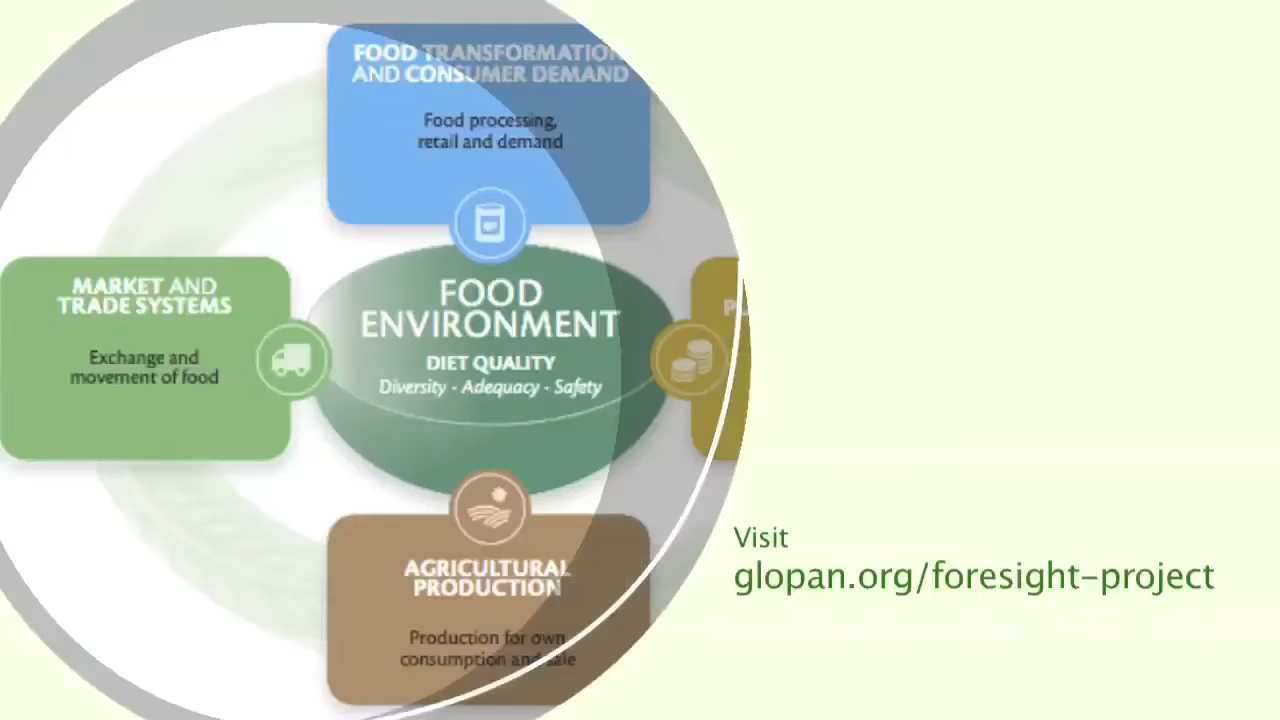 FOOD TRANSFORMATION
AND CONSUMER DEMAND
Food processing,
retail and demand
MARKET AND
TRADE SYSTEMS
Exchange and
movement of food
FOOD
ENVIRONMENT
DIET QUALITY
Diversity - Adequacy - Safety
AGRICULTURAL
PRODUCTION
Production for own
consumption and sale
Visit
glopan.org/foresight-project